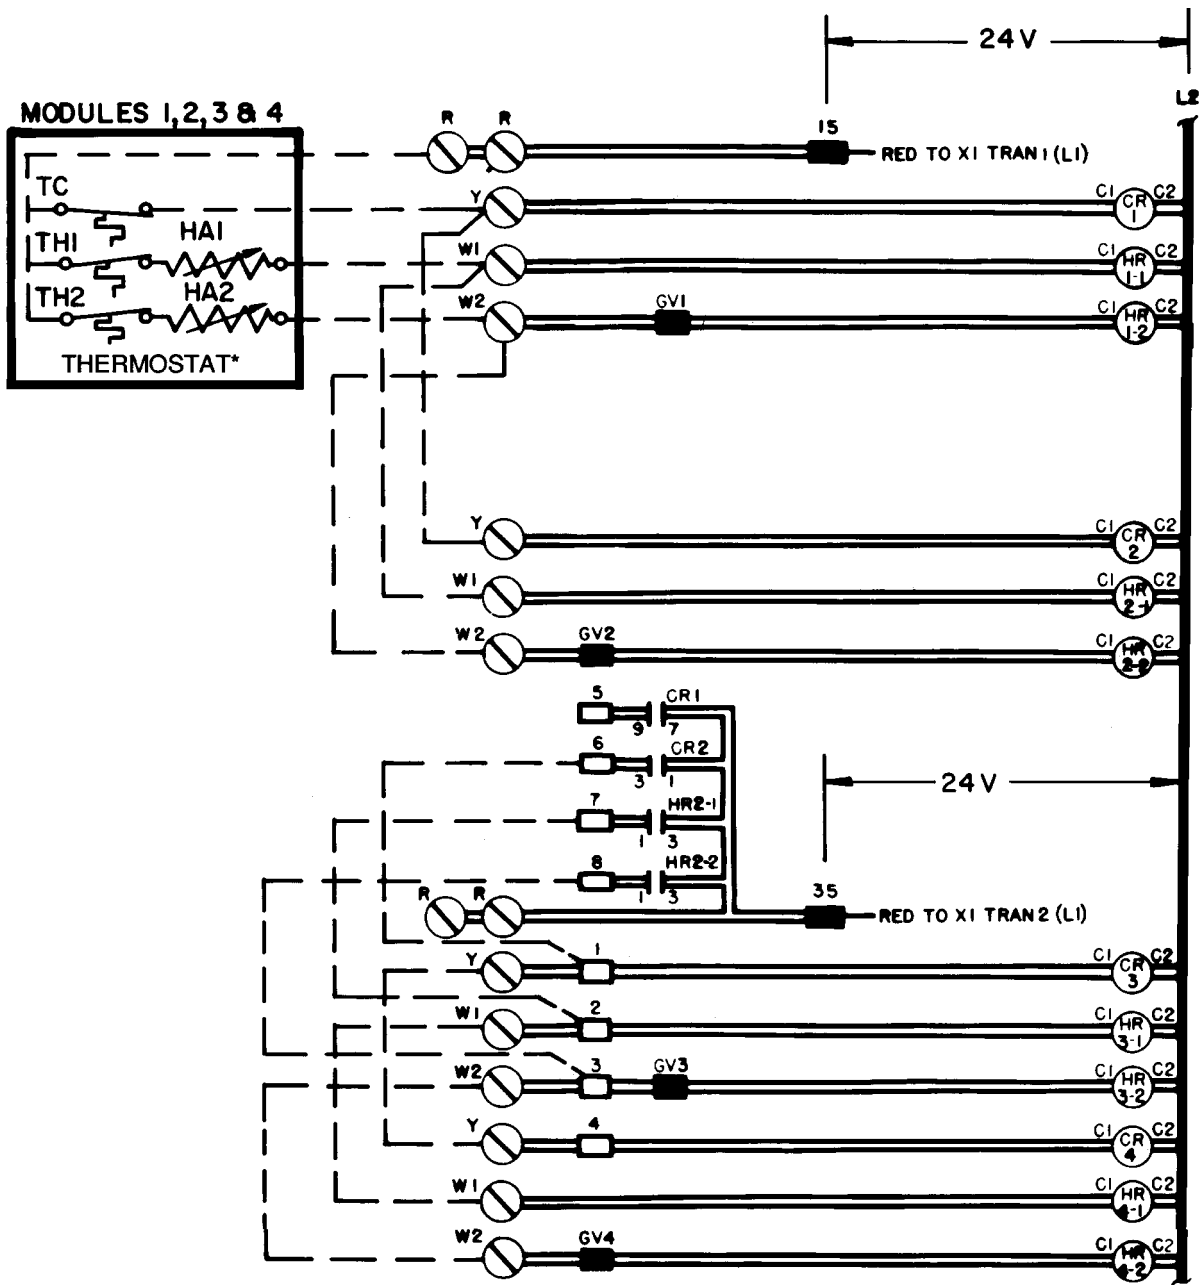 24V
L2
MODULES 1,2,3 & 4
R R 15
RED TO X1 TRAN 1 (L1)
TC
Y C1 CR 1 C2
TH1 HA1
W1 C1 HR 1-1 C2
TH2 HA2
W2 GV1 C1 HR 1-2 C2
THERMOSTAT*
Y C1 CR 2 C2
W1 C1 HR 2-1 C2
W2 GV2 C1 HR 2-2 C2
5 CR1
9 7
6 CR2
3 1
24V
7 HR2-1
1 3
8 HR2-2
1 3
R R 35
RED TO X1 TRAN 2 (L1)
Y 1 C1 CR 3 C2
W1 2 C1 HR 3-1 C2
W2 3 GV3 C1 HR 3-2 C2
Y 4 C1 CR 4 C2
W1 C1 HR 4-1 C2
W2 GV4 C1 HR 4-2 C2